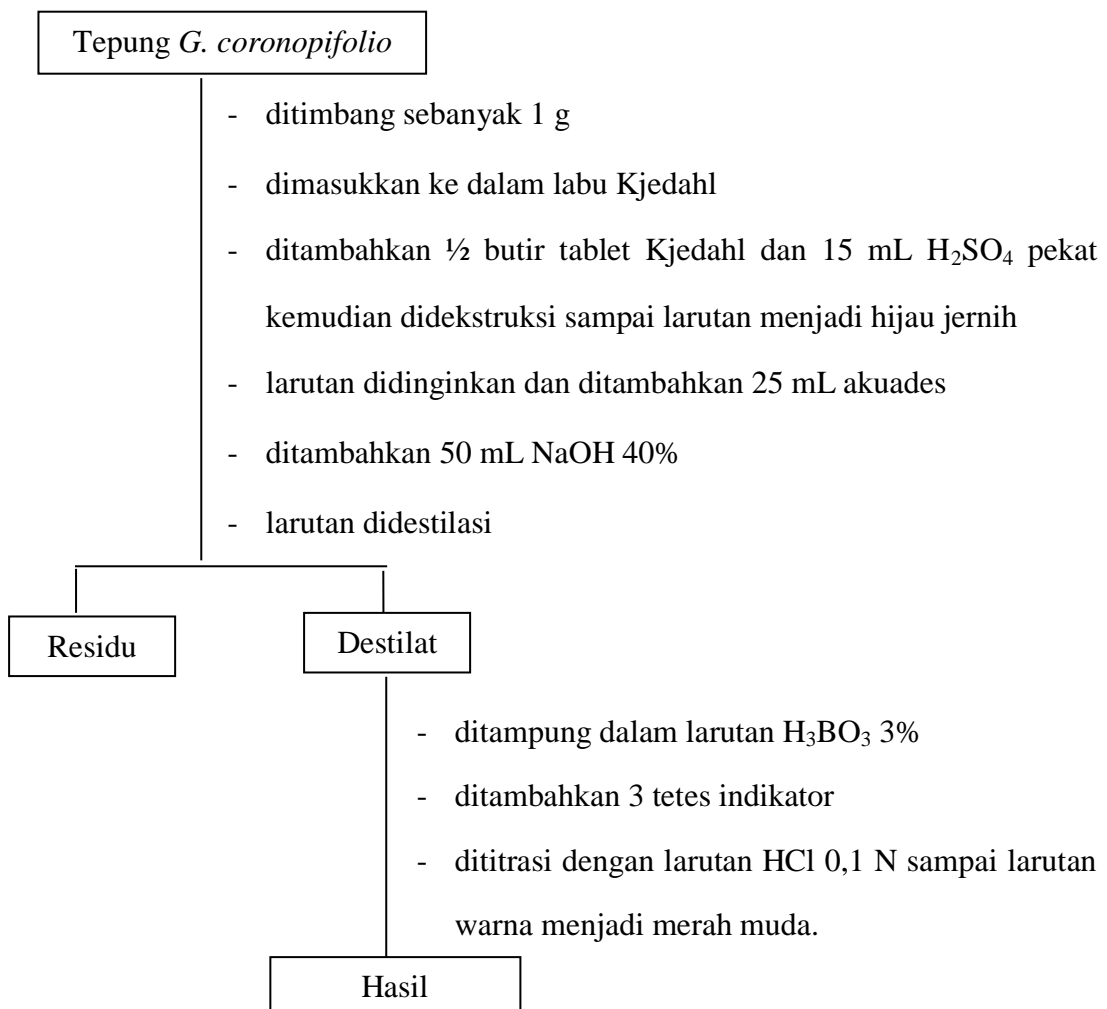 Tepung G. coronopifolio
- ditimbang sebanyak 1 g
- dimasukkan ke dalam labu Kjedahl
- ditambahkan ½ butir tablet Kjedahl dan 15 mL H₂SO₄ pekat
kemudian didekstruksi sampai larutan menjadi hijau jernih
- larutan didinginkan dan ditambahkan 25 mL akuades
- ditambahkan 50 mL NaOH 40%
- larutan didestilasi
Residu
Destilat
- ditampung dalam larutan H₃BO₃ 3%
- ditambahkan 3 tetes indikator
- dititrasi dengan larutan HCl 0,1 N sampai larutan
warna menjadi merah muda.
Hasil